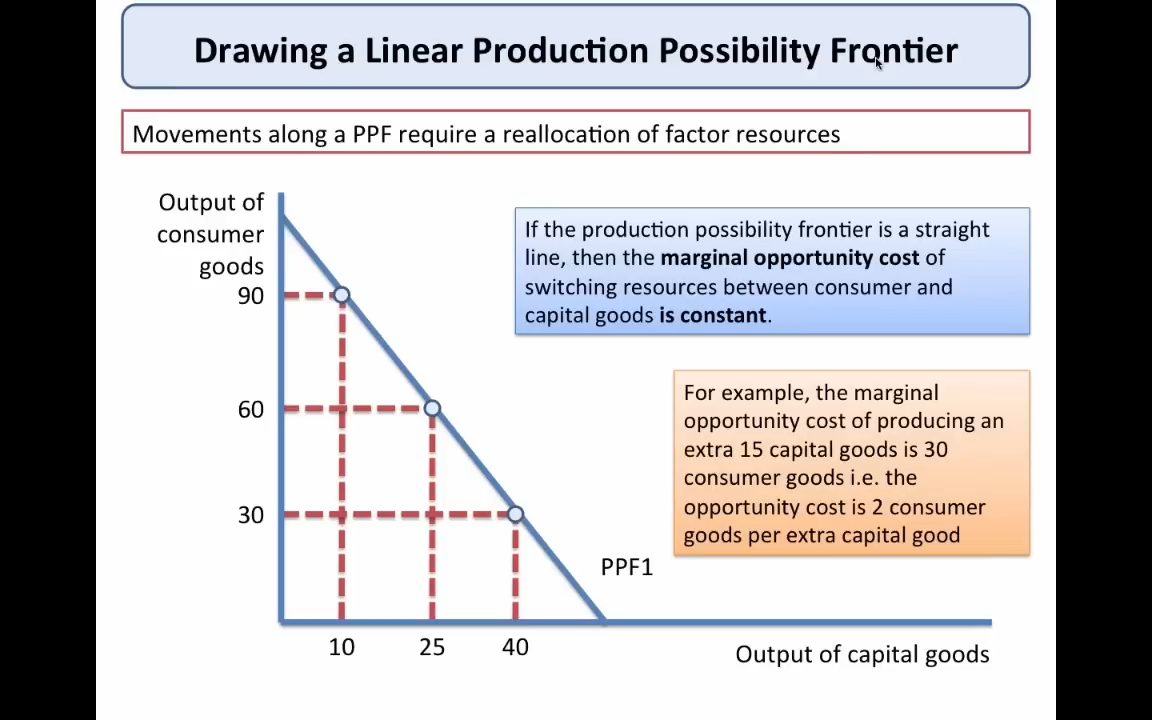 Drawing a Linear Production Possibility Frontier
Movements along a PPF require a reallocation of factor resources
Output of
consumer
goods
90
60
30
If the production possibility frontier is a straight
line, then the marginal opportunity cost of
switching resources between consumer and
capital goods is constant.
For example, the marginal
opportunity cost of producing an
extra 15 capital goods is 30
consumer goods i.e. the
opportunity cost is 2 consumer
goods per extra capital good
PPF1
10 25 40
Output of capital goods